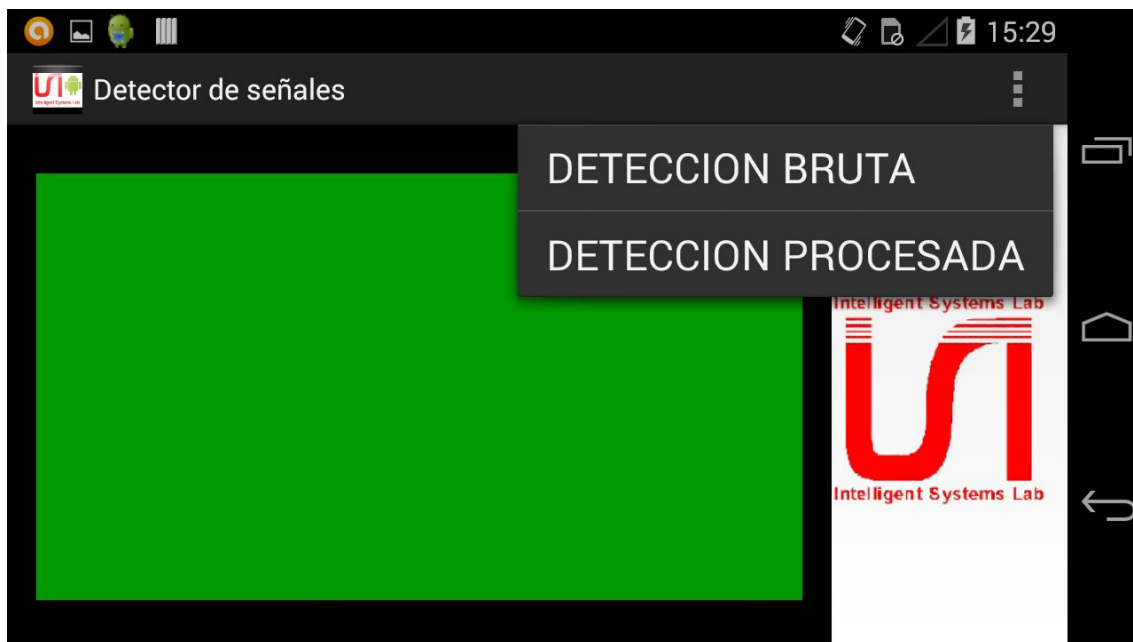 15:29
Detector de señales
DETECCION BRUTA
DETECCION PROCESADA
Intelligent Systems Lab
Intelligent Systems Lab